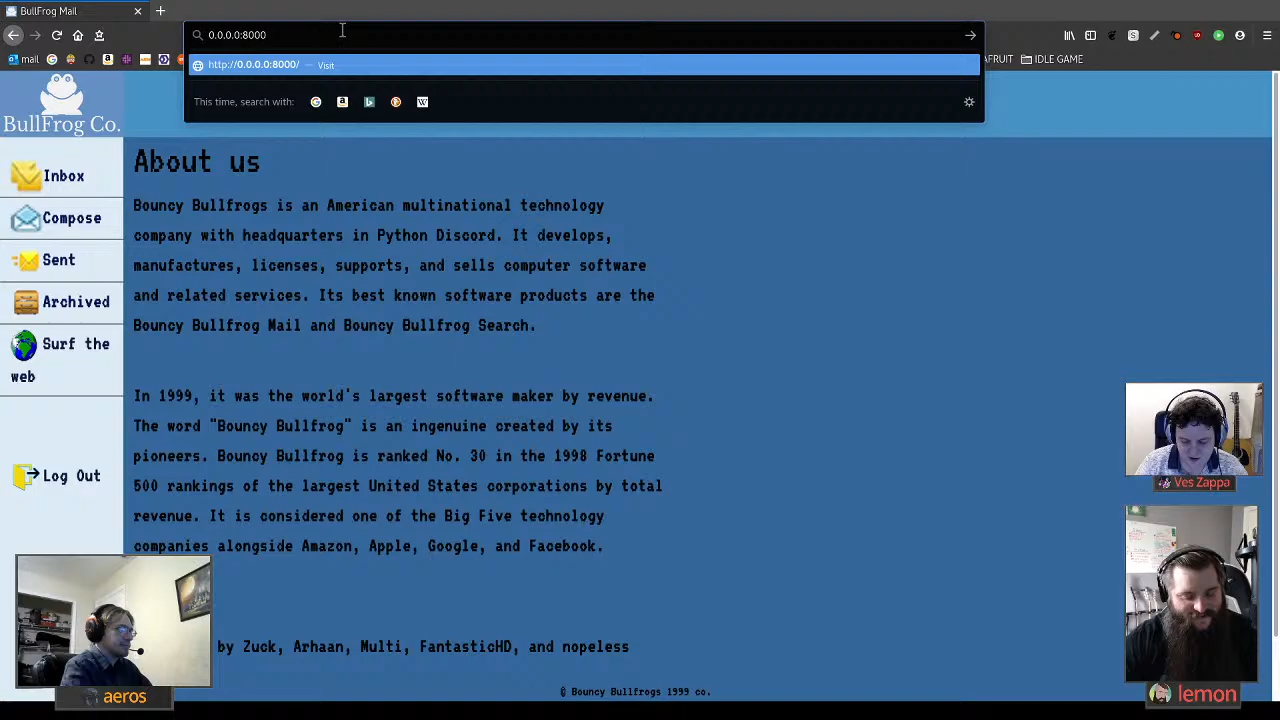 BullFrog Mail
0.0.0.0:8000
http://0.0.0.0:8000/ — Visit
This time, search with:
mail
AFRUIT
IDLE GAME
BullFrog Co.
Inbox
Compose
Sent
Archived
Surf the
web
Log Out
About us
Bouncy Bullfrogs is an American multinational technology
company with headquarters in Python Discord. It develops,
manufactures, licenses, supports, and sells computer software
and related services. Its best known software products are the
Bouncy Bullfrog Mail and Bouncy Bullfrog Search.
In 1999, it was the world's largest software maker by revenue.
The word "Bouncy Bullfrog" is an ingenuine created by its
pioneers. Bouncy Bullfrog is ranked No. 30 in the 1998 Fortune
500 rankings of the largest United States corporations by total
revenue. It is considered one of the Big Five technology
companies alongside Amazon, Apple, Google, and Facebook.
by Zuck, Arhaan, Multi, FantasticHD, and nopeless
© Bouncy Bullfrogs 1999 co.
Ves Zappa
aeros
lemon